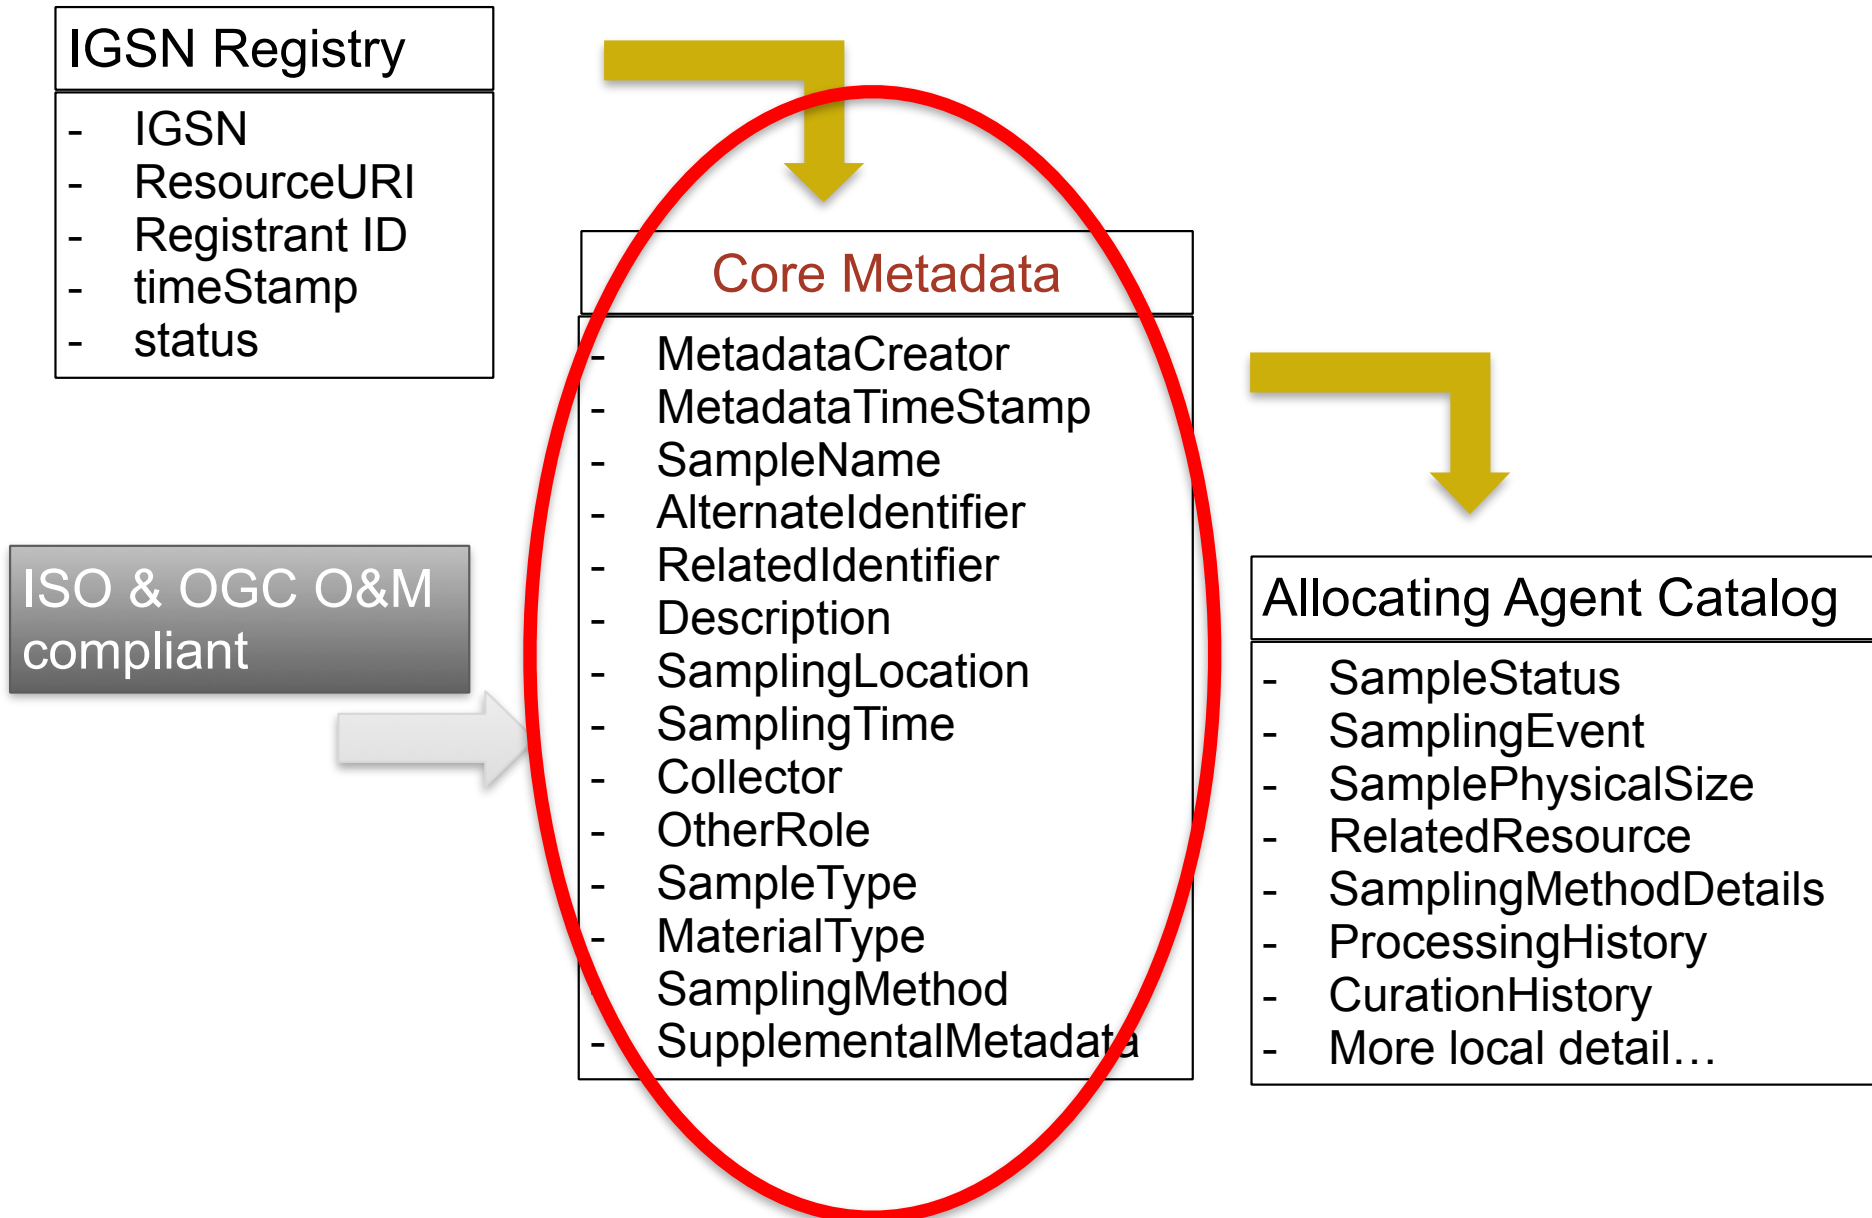 IGSN Registry
- IGSN
- ResourceURI
- Registrant ID
- timeStamp
- status
ISO & OGC O&M
compliant
Core Metadata
- MetadataCreator
- MetadataTimeStamp
- SampleName
- AlternateIdentifier
- RelatedIdentifier
- Description
- SamplingLocation
- SamplingTime
- Collector
- OtherRole
- SampleType
- MaterialType
- SamplingMethod
- SupplementalMetadata
Allocating Agent Catalog
- SampleStatus
- SamplingEvent
- SamplePhysicalSize
- RelatedResource
- SamplingMethodDetails
- ProcessingHistory
- CurationHistory
- More local detail…